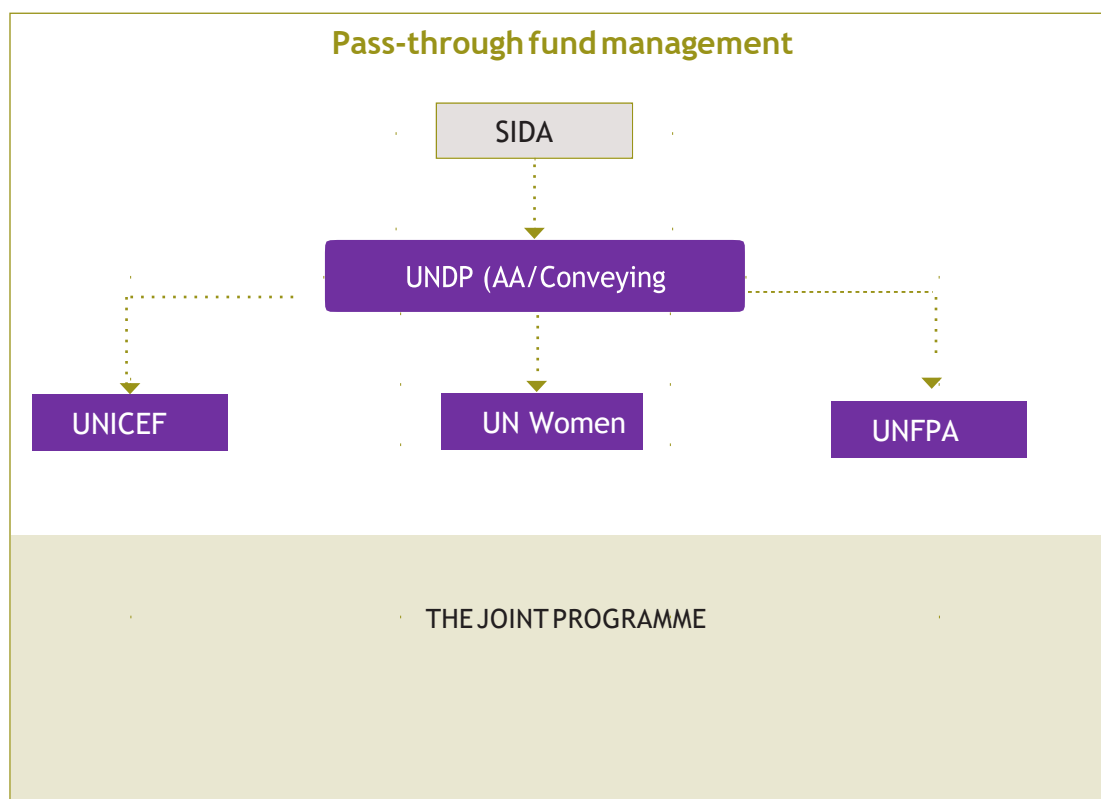 Pass-through fund management
SIDA
UNDP (AA/Conveying
UNICEF
UN Women
UNFPA
THE JOINT PROGRAMME